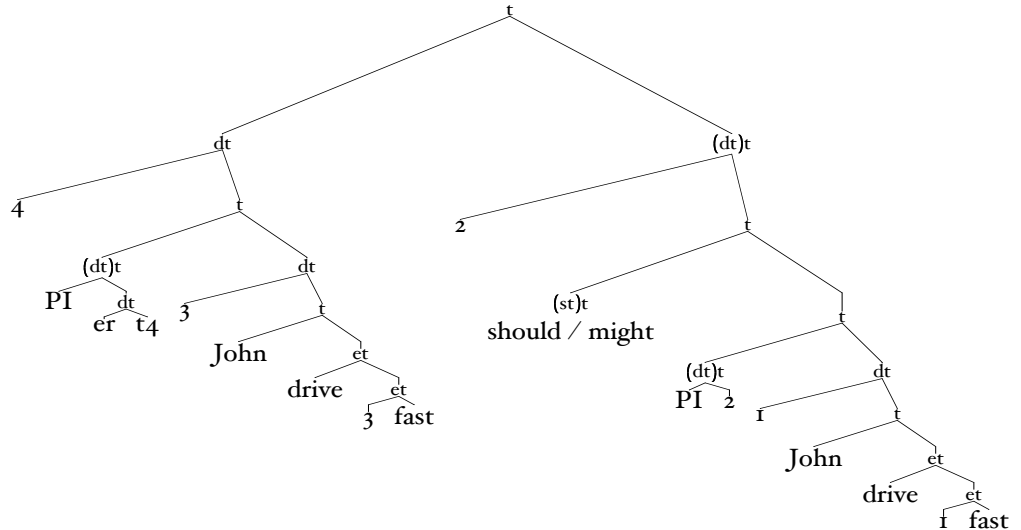 t
dt (dt)t
4 t 2 t
(dt)t dt (st)t
PI dt 3 t should / might t
er t4 John et (dt)t dt
drive et PI 2 1 t
3 fast John et
drive et
1 fast